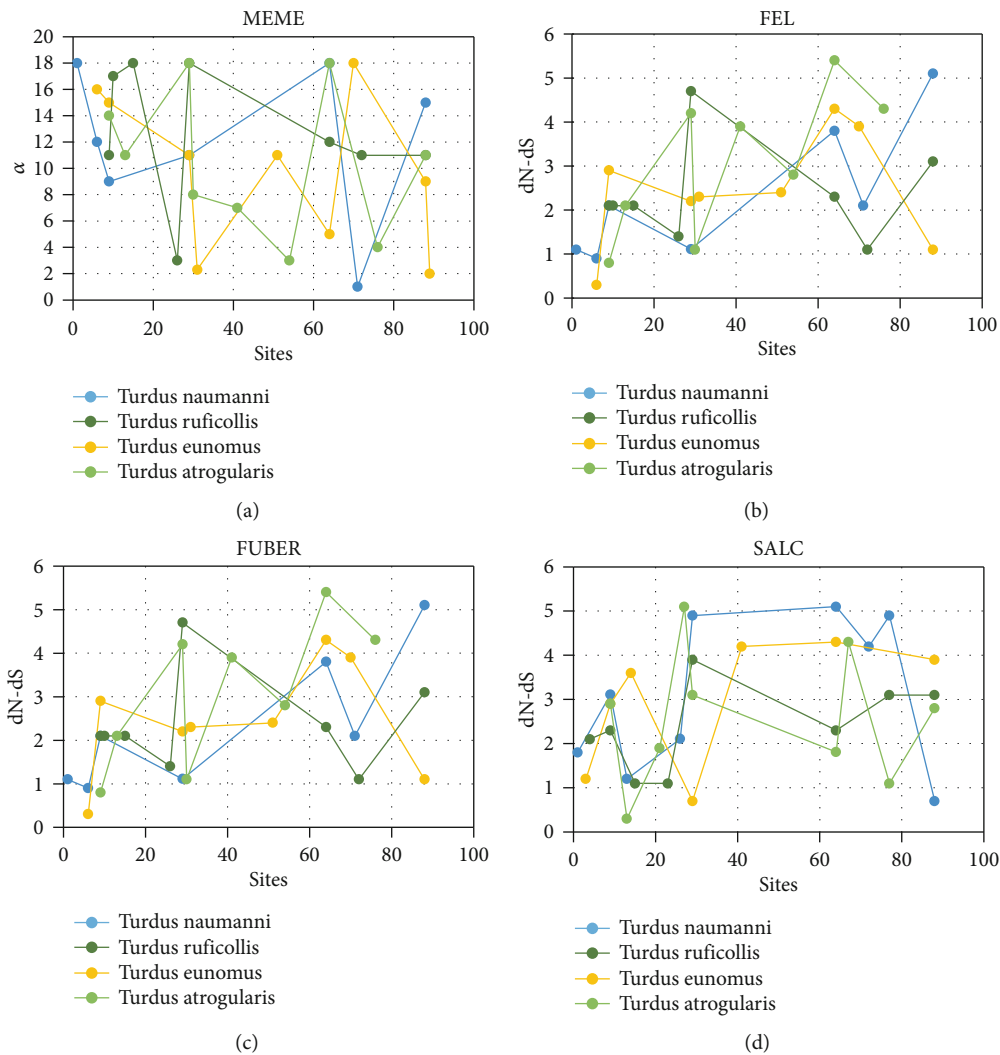 MEME
20
18
16
14
12
10
8
6
4
2
0
α
0 20 40 60 80 100
Sites
Turdus naumanni
Turdus ruficollis
Turdus eunomus
Turdus atrogularis
(a)
FEL
6
5
4
3
2
1
0
dN-dS
0 20 40 60 80 100
Sites
Turdus naumanni
Turdus ruficollis
Turdus eunomus
Turdus atrogularis
(b)
FUBER
6
5
4
3
2
1
0
dN-dS
0 20 40 60 80 100
Sites
Turdus naumanni
Turdus ruficollis
Turdus eunomus
Turdus atrogularis
(c)
SALC
6
5
4
3
2
1
0
dN-dS
0 20 40 60 80 100
Sites
Turdus naumanni
Turdus ruficollis
Turdus eunomus
Turdus atrogularis
(d)